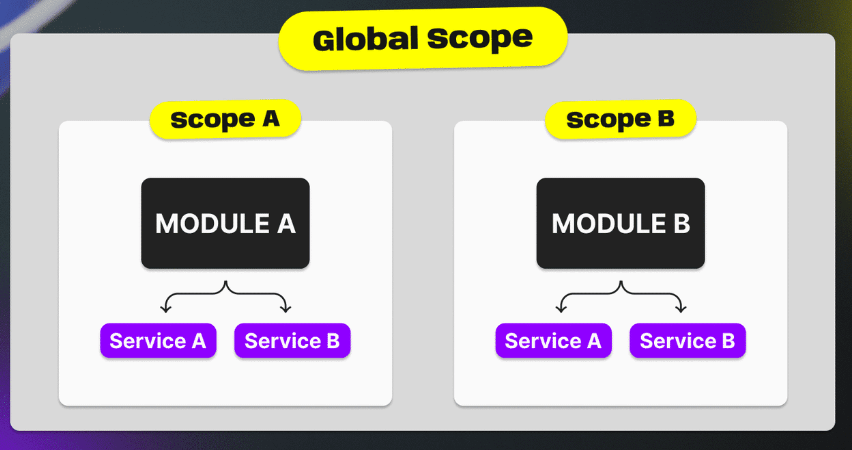 Global Scope
Scope A
Scope B
MODULE A
MODULE B
Service A
Service B
Service A
Service B